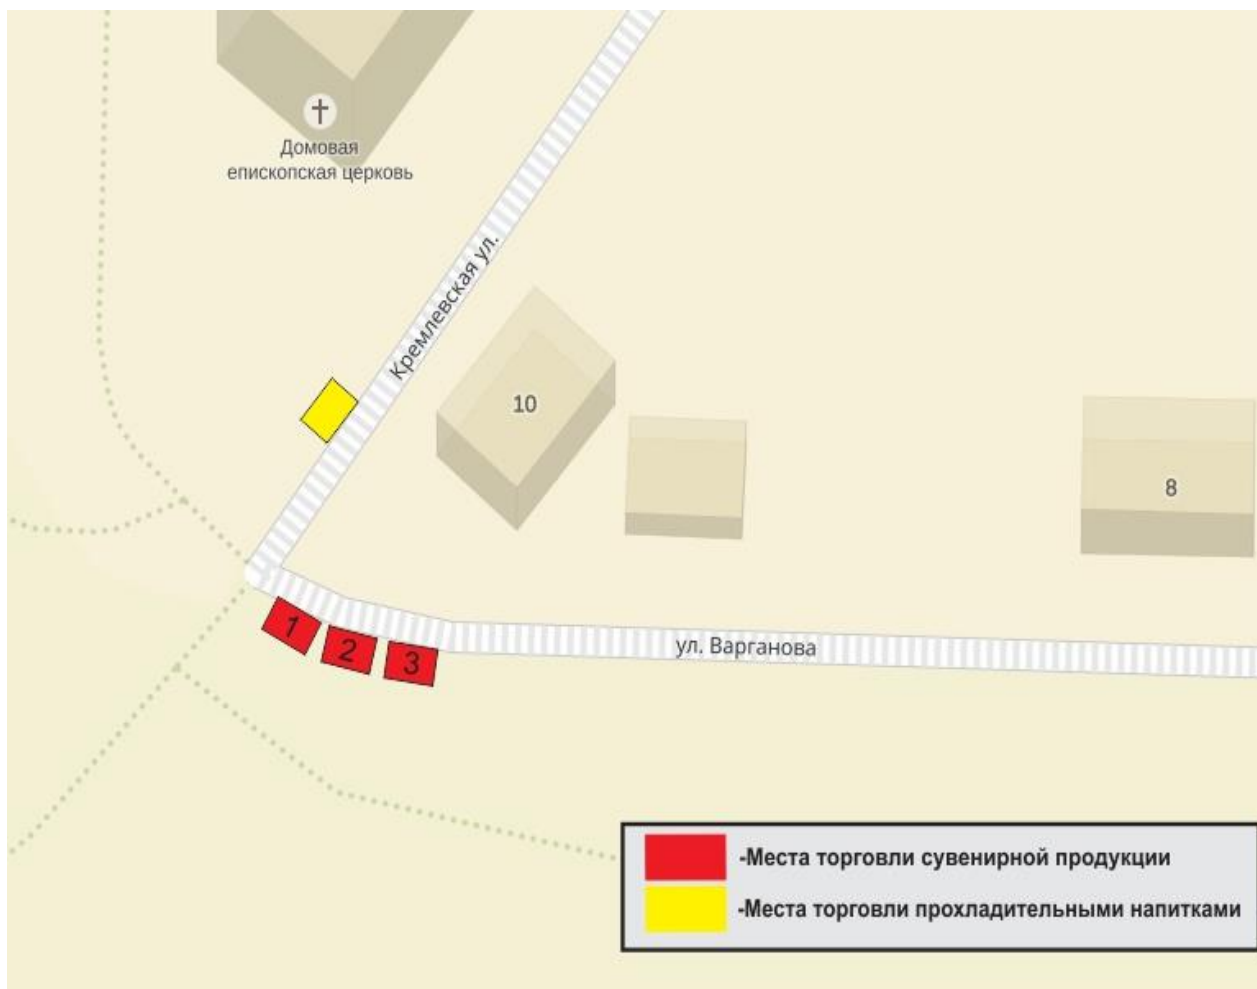 Домовая
епископская церковь
Кремлевская ул.
10
8
1
2
3
ул. Варганова
-Места торговли сувенирной продукции
-Места торговли прохладительными напитками